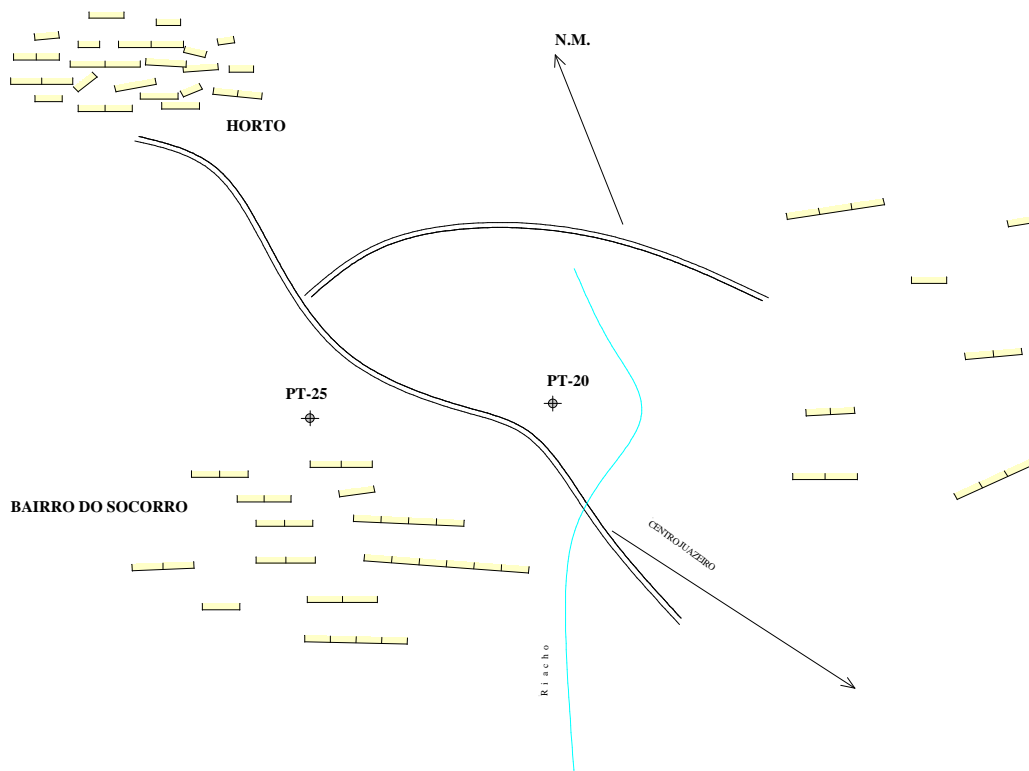 N.M.
HORTO
PT-25
PT-20
BAIRRO DO SOCORRO
CENTRO JUAZEIRO
Riacho